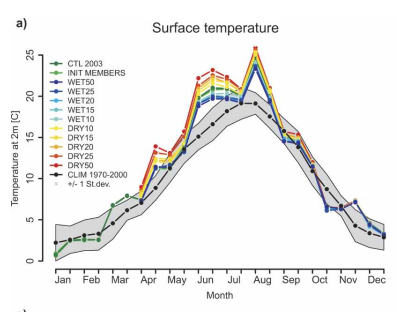 a)
Surface temperature
25
20
15
10
5
0
Temperature at 2m [C]
CTL 2003
INIT MEMBERS
WET50
WET25
WET20
WET15
WET10
DRY10
DRY15
DRY20
DRY25
DRY50
CLIM 1970-2000
+/- 1 St.dev.
Jan Feb Mar Apr May Jun Jul Aug Sep Oct Nov Dec
Month